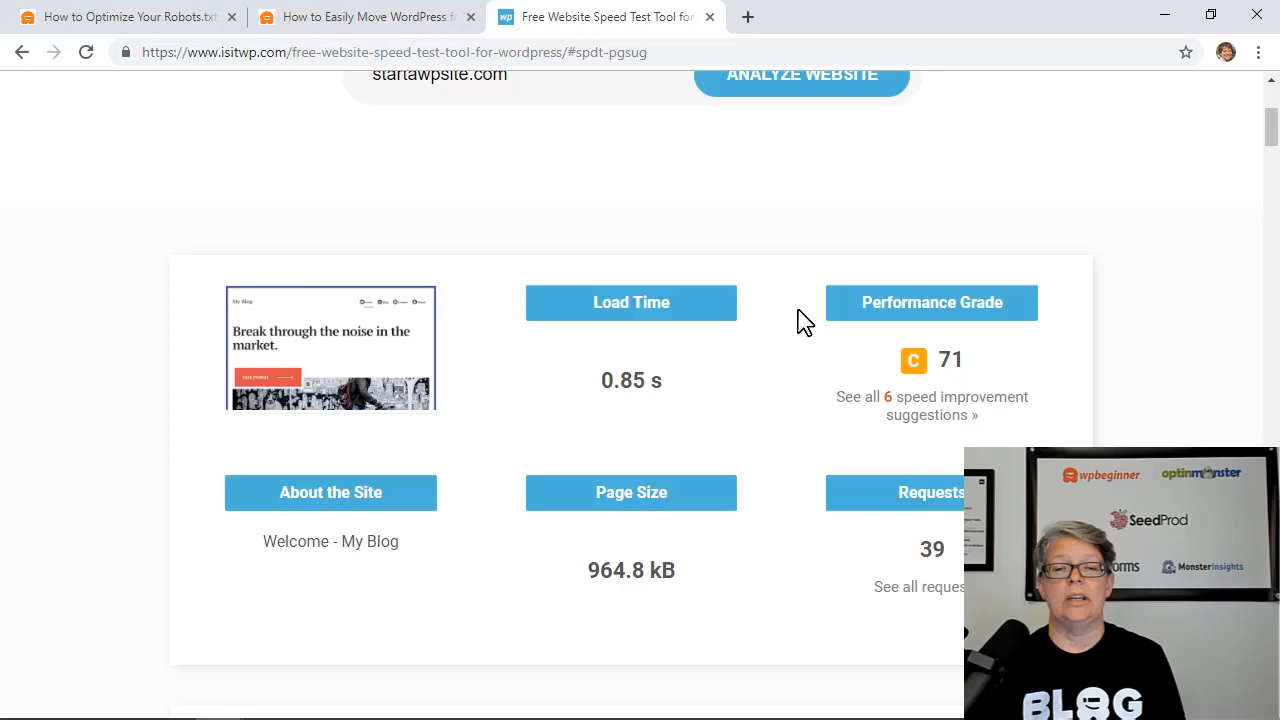 How to Optimize Your Robots.txt
How to Easily Move WordPress f
wp
Free Website Speed Test Tool for
https://www.isitwp.com/free-website-speed-test-tool-for-wordpress/#spdt-pgsug
startawpsite.com
ANALYZE WEBSITE
Load Time
Performance Grade
My Blog
Break through the noise in the
market.
0.85 s
C 71
See all 6 speed improvement
suggestions »
About the Site
Page Size
Requests
Welcome - My Blog
964.8 kB
39
See all reques
wpbeginner
optinmonster
SeedProd
orms
MonsterInsights
BLOG